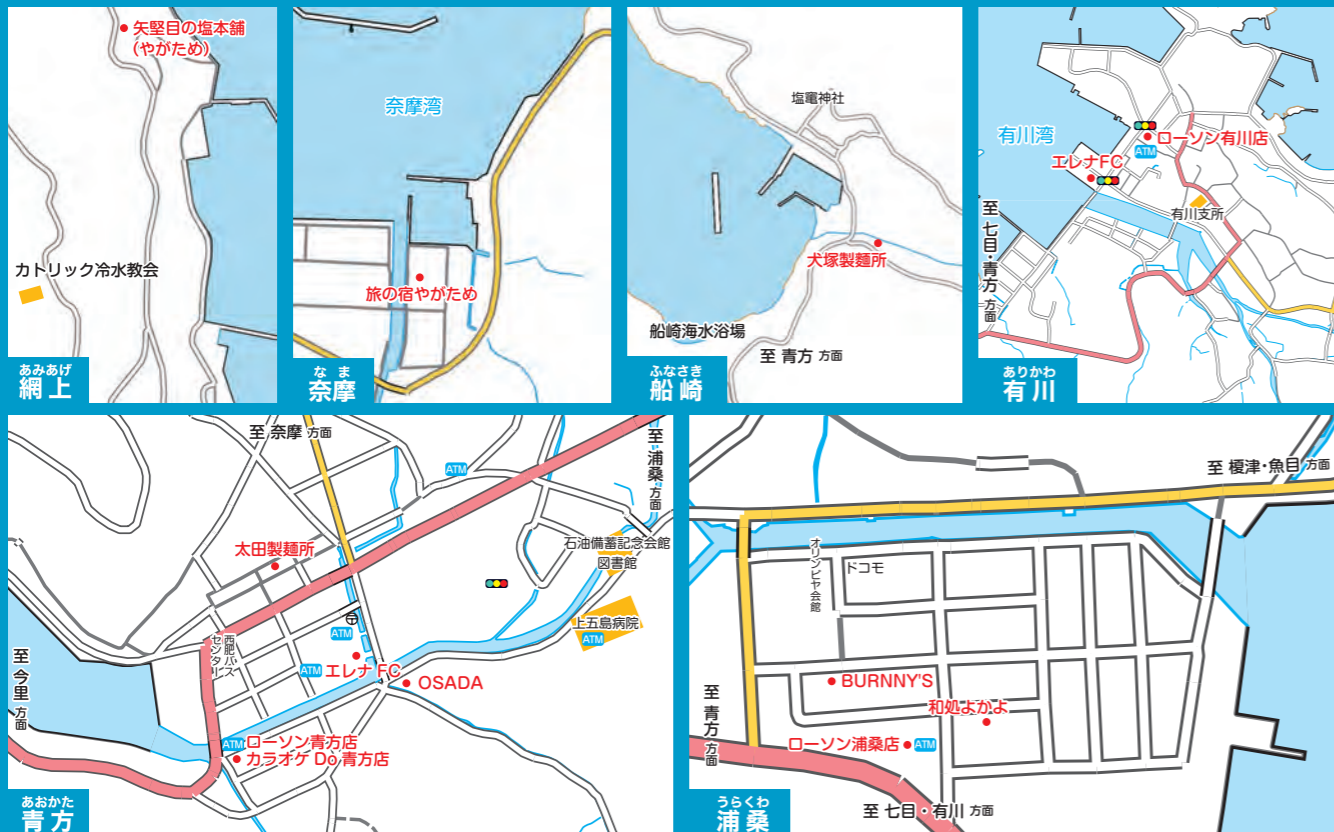 矢堅目の塩本舗
(やがため)
カトリック冷水教会
あみあげ
網上
奈摩湾
旅の宿やがため
なま
奈摩
塩竈神社
犬塚製麺所
船崎海水浴場
至 青方 方面
ふなさき
船崎
有川湾
ローソン有川店
ATM
エレナFC
有川支所
至 七目・青方 方面
ありかわ
有川
至 奈摩 方面
ATM
至 浦桑 方面
太田製麺所
石油備蓄記念会館
図書館
上五島病院
ATM
西肥バス
センター
ATM
ATM
エレナ FC
OSADA
至 今里 方面
ATM
ローソン青方店
カラオケ Do 青方店
あおかた
青方
至 榎津・魚目 方面
オリンピヤ会館
ドコモ
BURNNY'S
和処よかよ
ローソン浦桑店
ATM
至 青方 方面
至 七目・有川 方面
うらくわ
浦桑